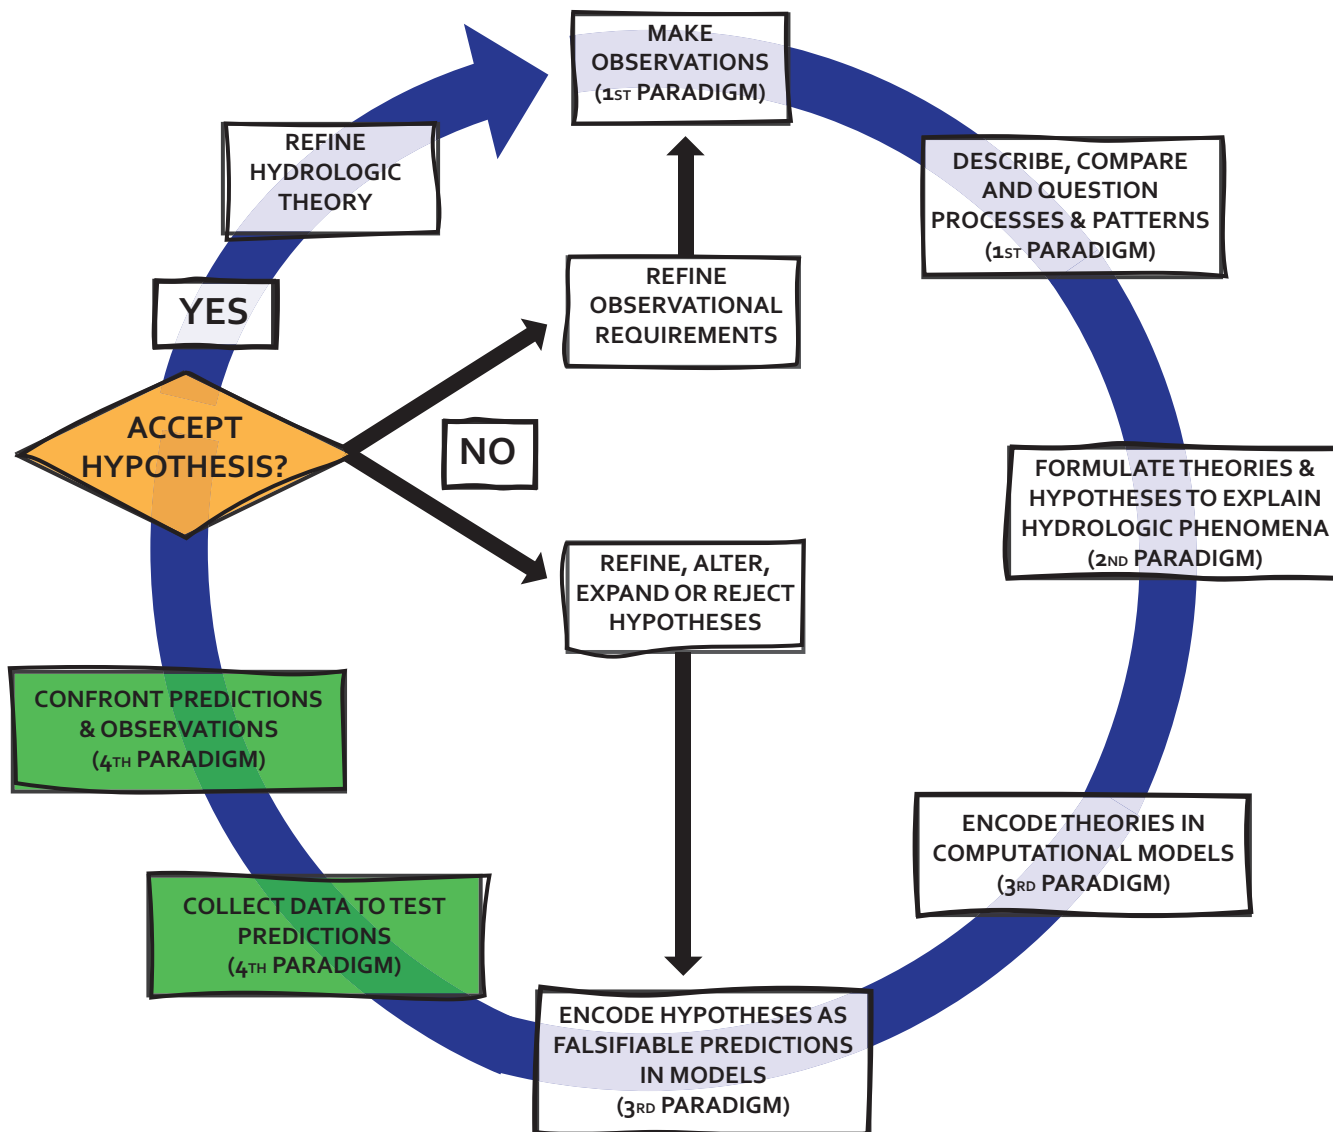 MAKE
OBSERVATIONS
(1ST PARADIGM)
DESCRIBE, COMPARE
AND QUESTION
PROCESSES & PATTERNS
(1ST PARADIGM)
FORMULATE THEORIES &
HYPOTHESES TO EXPLAIN
HYDROLOGIC PHENOMENA
(2ND PARADIGM)
ENCODE THEORIES IN
COMPUTATIONAL MODELS
(3RD PARADIGM)
ENCODE HYPOTHESES AS
FALSIFIABLE PREDICTIONS
IN MODELS
(3RD PARADIGM)
COLLECT DATA TO TEST
PREDICTIONS
(4TH PARADIGM)
CONFRONT PREDICTIONS
& OBSERVATIONS
(4TH PARADIGM)
ACCEPT
HYPOTHESIS?
YES
REFINE
HYDROLOGIC
THEORY
NO
REFINE
OBSERVATIONAL
REQUIREMENTS
REFINE, ALTER,
EXPAND OR REJECT
HYPOTHESES